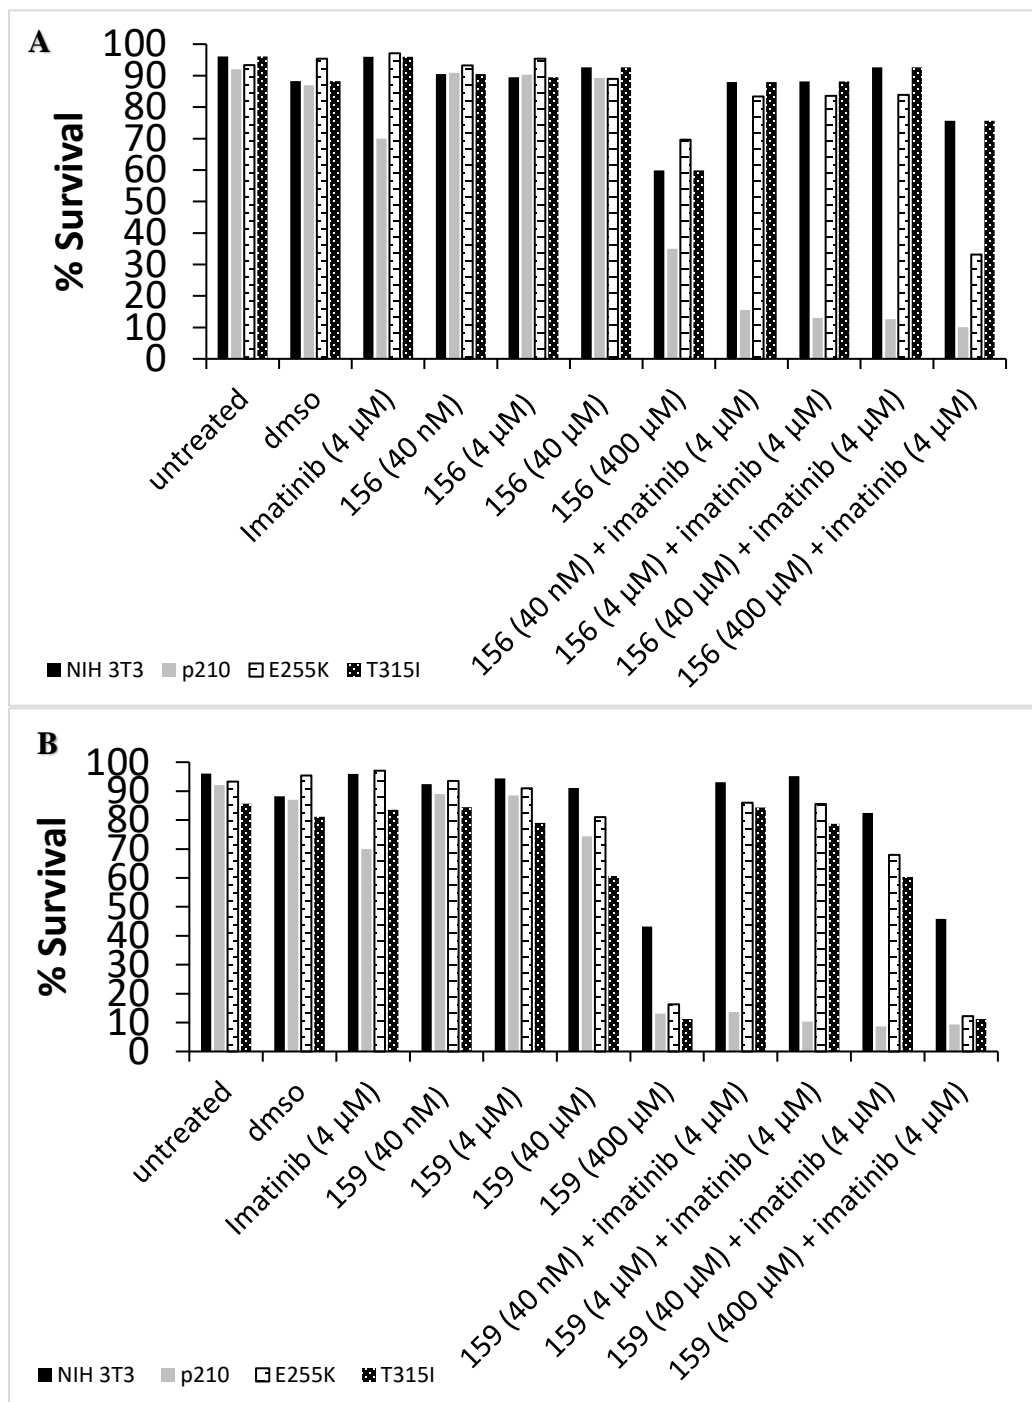 A
% Survival
100
90
80
70
60
50
40
30
20
10
0
untreated
dmso
Imatinib (4 µM)
156 (40 nM)
156 (4 µM)
156 (40 µM)
156 (400 µM)
156 (40 nM) + imatinib (4 µM)
156 (4 µM) + imatinib (4 µM)
156 (40 µM) + imatinib (4 µM)
156 (400 µM) + imatinib (4 µM)
NIH 3T3 p210 E255K T315I
B
% Survival
100
90
80
70
60
50
40
30
20
10
0
untreated
dmso
Imatinib (4 µM)
159 (40 nM)
159 (4 µM)
159 (40 µM)
159 (400 µM)
159 (40 nM) + imatinib (4 µM)
159 (4 µM) + imatinib (4 µM)
159 (40 µM) + imatinib (4 µM)
159 (400 µM) + imatinib (4 µM)
NIH 3T3 p210 E255K T315I